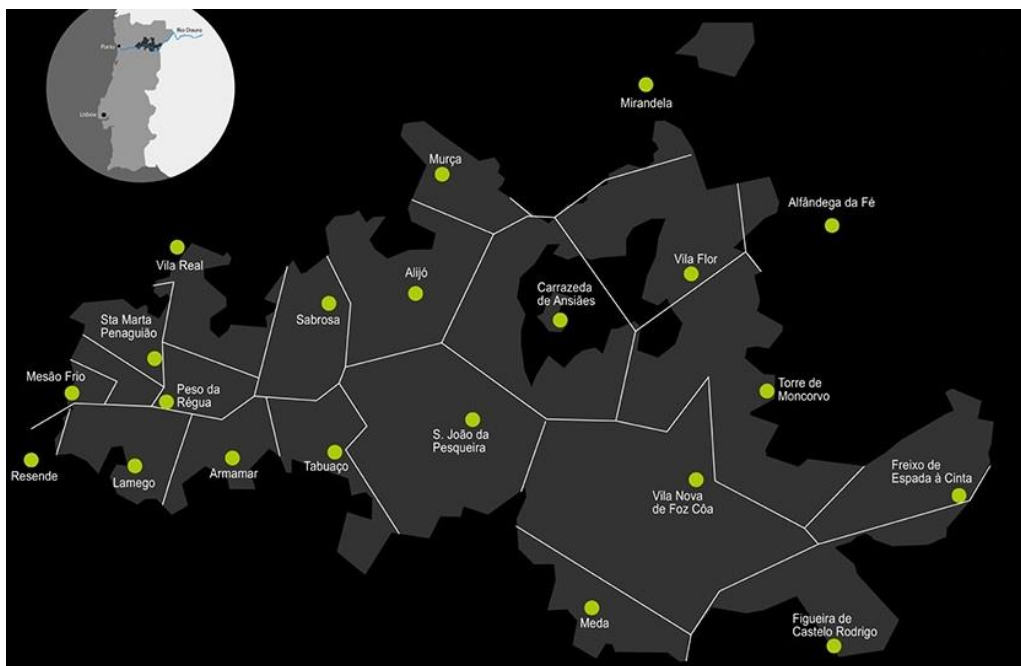 Rio Douro
Porto
Lisboa
Mirandela
Murça
Alfândega da Fé
Vila Real
Vila Flor
Alijó
Carrazeda
de Ansiães
Sabrosa
Sta Marta
Penaguião
Mesão Frio
Peso da
Régua
Torre de
Moncorvo
S. João da
Pesqueira
Resende
Lamego
Armamar
Tabuaço
Freixo de
Espada à Cinta
Vila Nova
de Foz Côa
Meda
Figueira de
Castelo Rodrigo